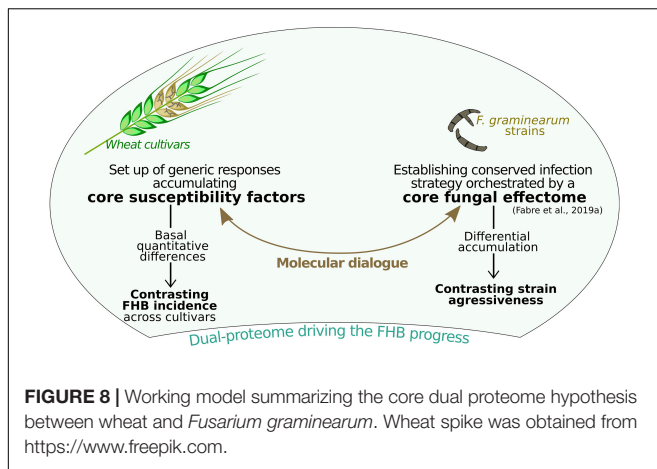 Wheat cultivars
Set up of generic responses
accumulating
core susceptibility factors
Basal
quantitative
differences
Contrasting
FHB incidence
across cultivars
F. graminearum
strains
Establishing conserved infection
strategy orchestrated by a
core fungal effectome
(Fabre et al., 2019a)
Differential
accumulation
Contrasting strain
agressiveness
Molecular dialogue
Dual-proteome driving the FHB progress
FIGURE 8 | Working model summarizing the core dual proteome hypothesis
between wheat and Fusarium graminearum. Wheat spike was obtained from
https://www.freepik.com.